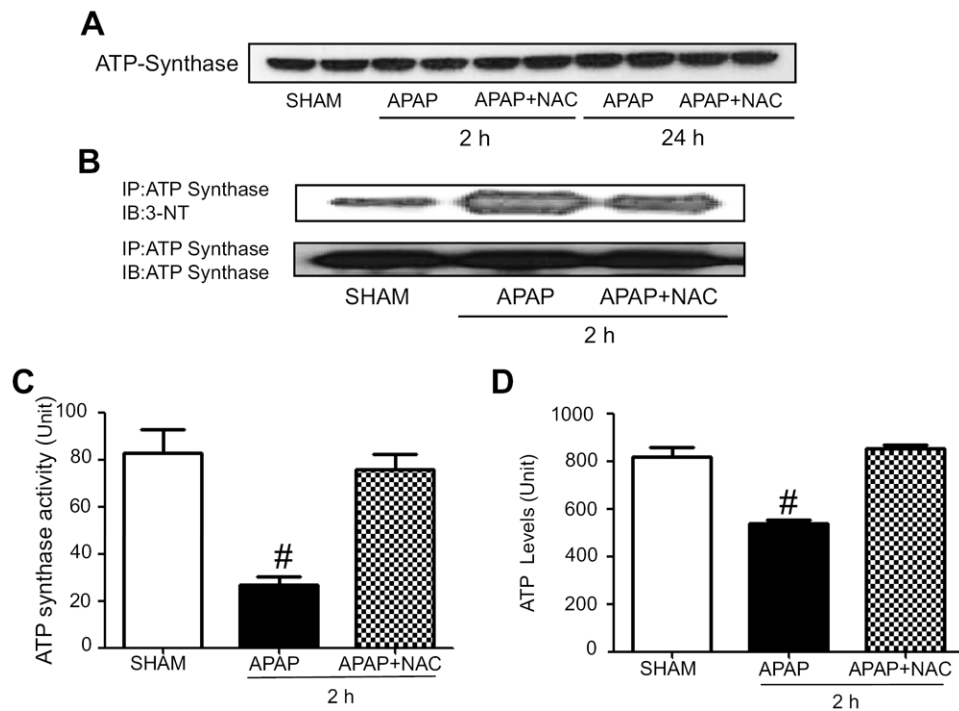 A
ATP-Synthase
SHAM APAP APAP+NAC APAP APAP+NAC
2 h 24 h
B
IP:ATP Synthase
IB:3-NT
IP:ATP Synthase
IB:ATP Synthase
SHAM APAP APAP+NAC
2 h
C
ATP synthase activity (Unit)
100
80
60
40
20
0
#
SHAM APAP APAP+NAC
2 h
D
ATP Levels (Unit)
1000
800
600
400
200
0
#
SHAM APAP APAP+NAC
2 h